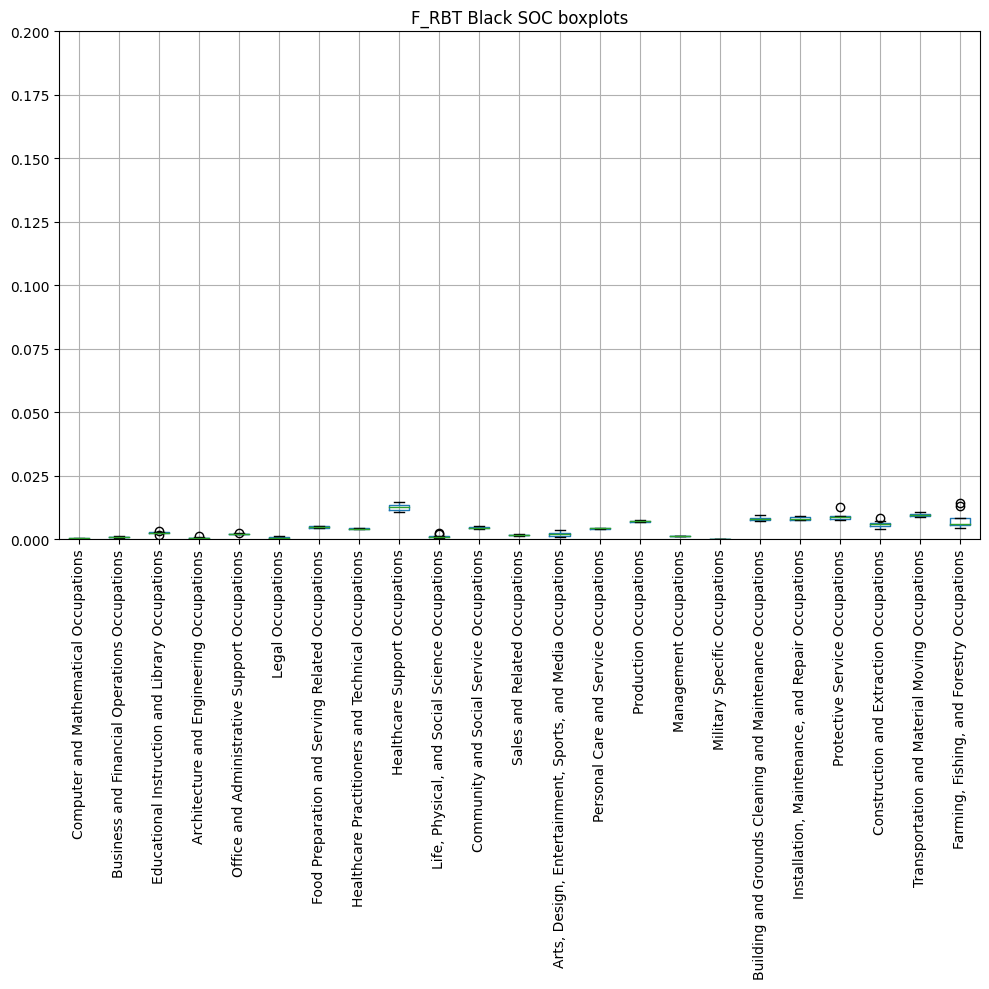 F_RBT Black SOC boxplots
0.200
0.175
0.150
0.125
0.100
0.075
0.050
0.025
0.000
Computer and Mathematical Occupations
Business and Financial Operations Occupations
Educational Instruction and Library Occupations
Architecture and Engineering Occupations
Office and Administrative Support Occupations
Legal Occupations
Food Preparation and Serving Related Occupations
Healthcare Practitioners and Technical Occupations
Healthcare Support Occupations
Life, Physical, and Social Science Occupations
Community and Social Service Occupations
Sales and Related Occupations
Arts, Design, Entertainment, Sports, and Media Occupations
Personal Care and Service Occupations
Production Occupations
Management Occupations
Military Specific Occupations
Building and Grounds Cleaning and Maintenance Occupations
Installation, Maintenance, and Repair Occupations
Protective Service Occupations
Construction and Extraction Occupations
Transportation and Material Moving Occupations
Farming, Fishing, and Forestry Occupations